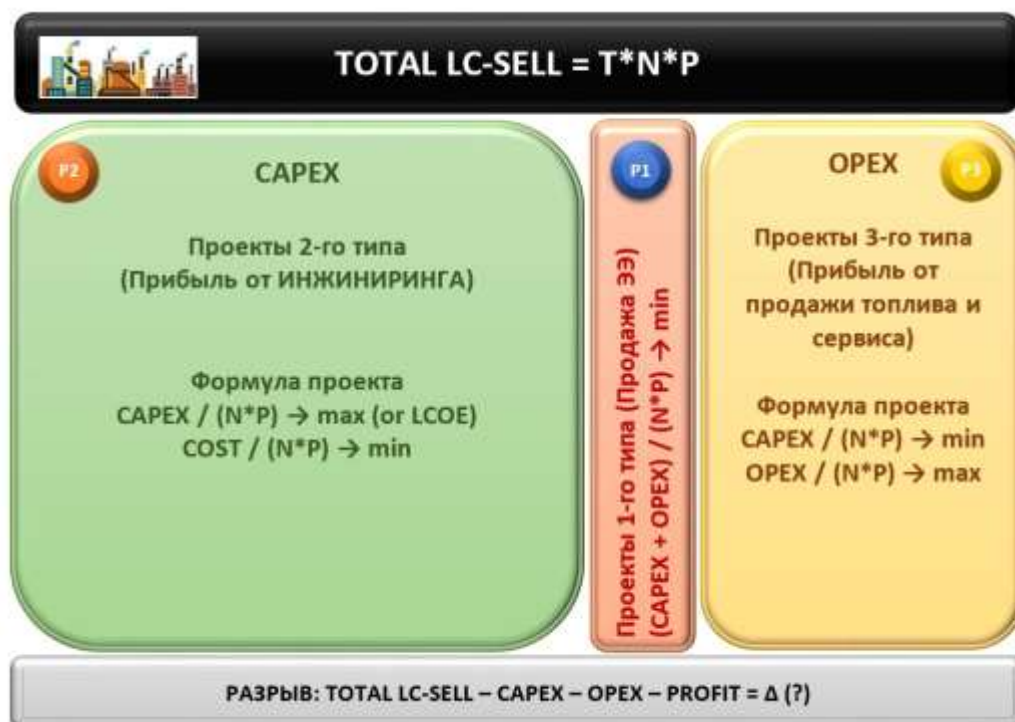 TOTAL LC-SELL = T*N*P
P2
CAPEX
Проекты 2-го типа
(Прибыль от ИНЖИНИРИНГА)
Формула проекта
CAPEX / (N*P) → max (or LCOE)
COST / (N*P) → min
P1
Проекты 1-го типа (Продажа ЭЭ)
(CAPEX + OPEX) / (N*P) → min
OPEX
P3
Проекты 3-го типа
(Прибыль от
продажи топлива и
сервиса)
Формула проекта
CAPEX / (N*P) → min
OPEX / (N*P) → max
РАЗРЫВ: TOTAL LC-SELL – CAPEX – OPEX – PROFIT = Δ (?)